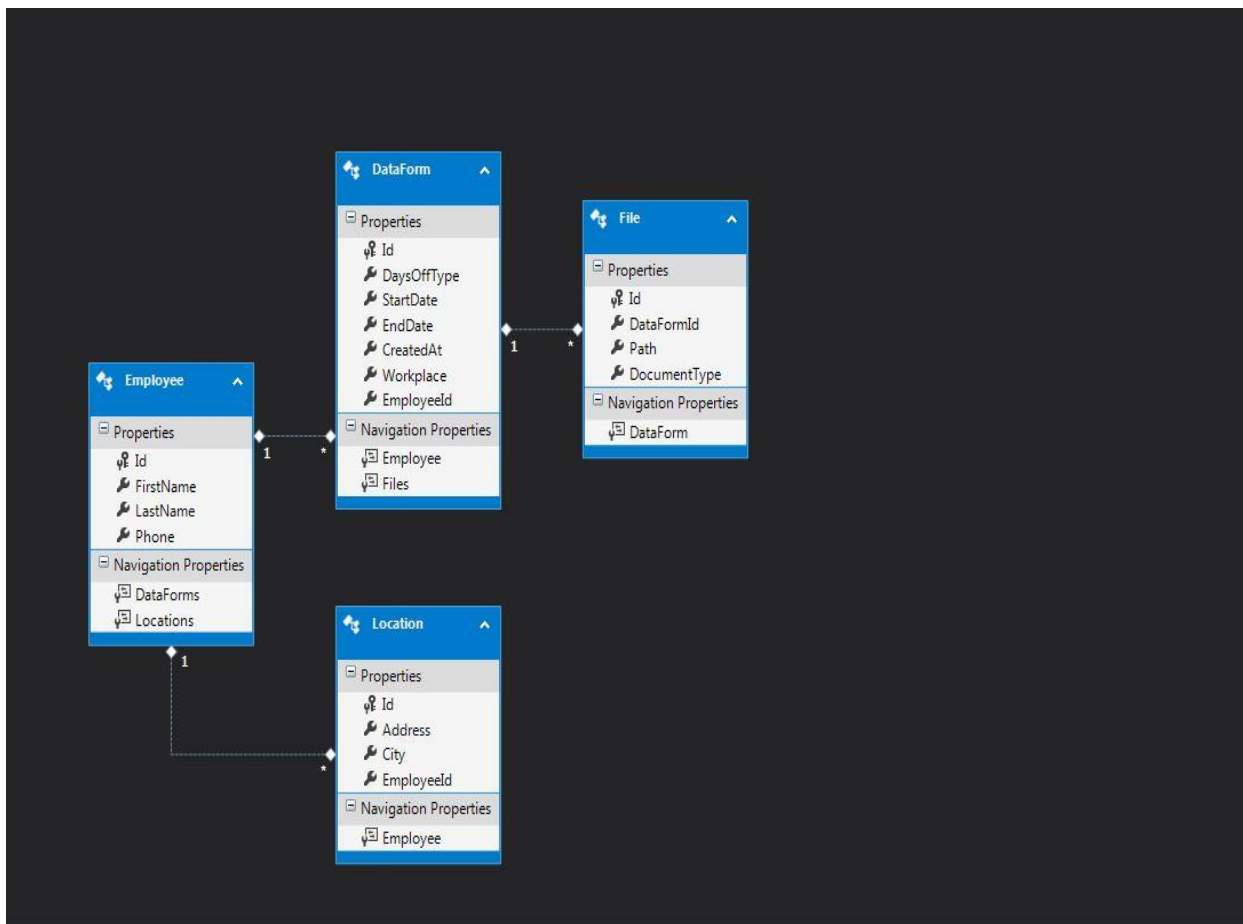 DataForm
Properties
Id
DaysOffType
StartDate
EndDate
CreatedAt
Workplace
EmployeeId
Navigation Properties
Employee
Files
File
Properties
Id
DataFormId
Path
DocumentType
Navigation Properties
DataForm
1
*
Employee
Properties
Id
FirstName
LastName
Phone
Navigation Properties
DataForms
Locations
1
*
1
*
Location
Properties
Id
Address
City
EmployeeId
Navigation Properties
Employee